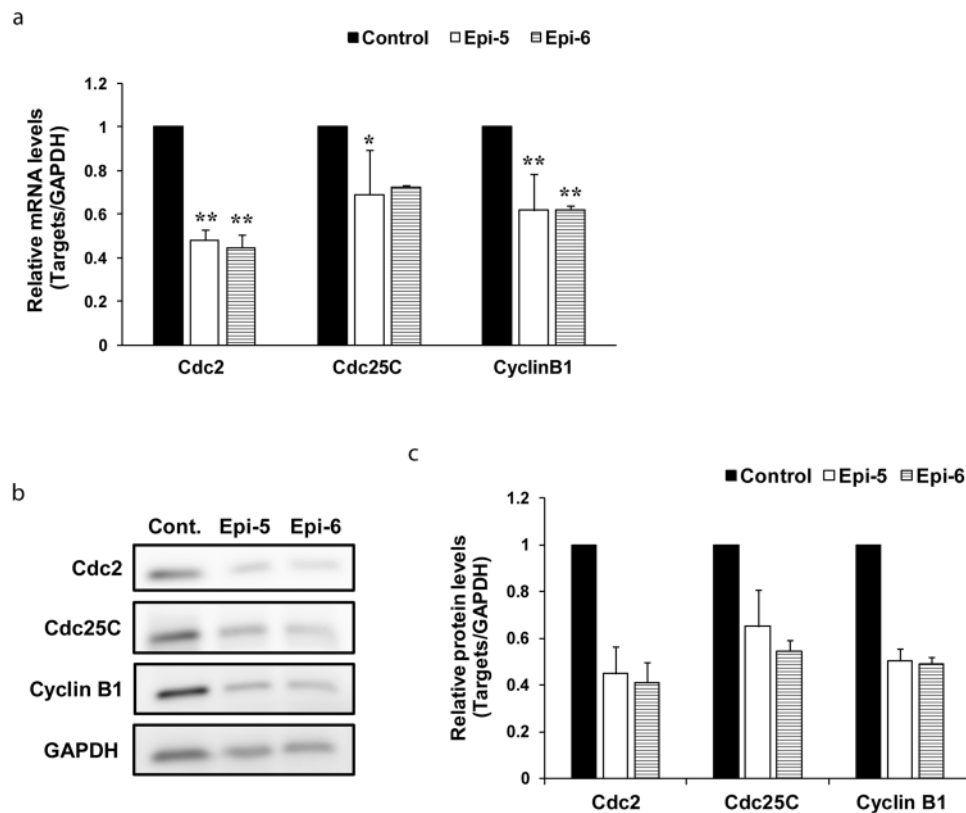 a
Control Epi-5 Epi-6
Relative mRNA levels
(Targets/GAPDH)
1.2
1
0.8
0.6
0.4
0.2
0
** ** * ** **
Cdc2 Cdc25C CyclinB1
b
Cont. Epi-5 Epi-6
Cdc2
Cdc25C
Cyclin B1
GAPDH
c
Control Epi-5 Epi-6
Relative protein levels
(Targets/GAPDH)
1.2
1
0.8
0.6
0.4
0.2
0
Cdc2 Cdc25C Cyclin B1